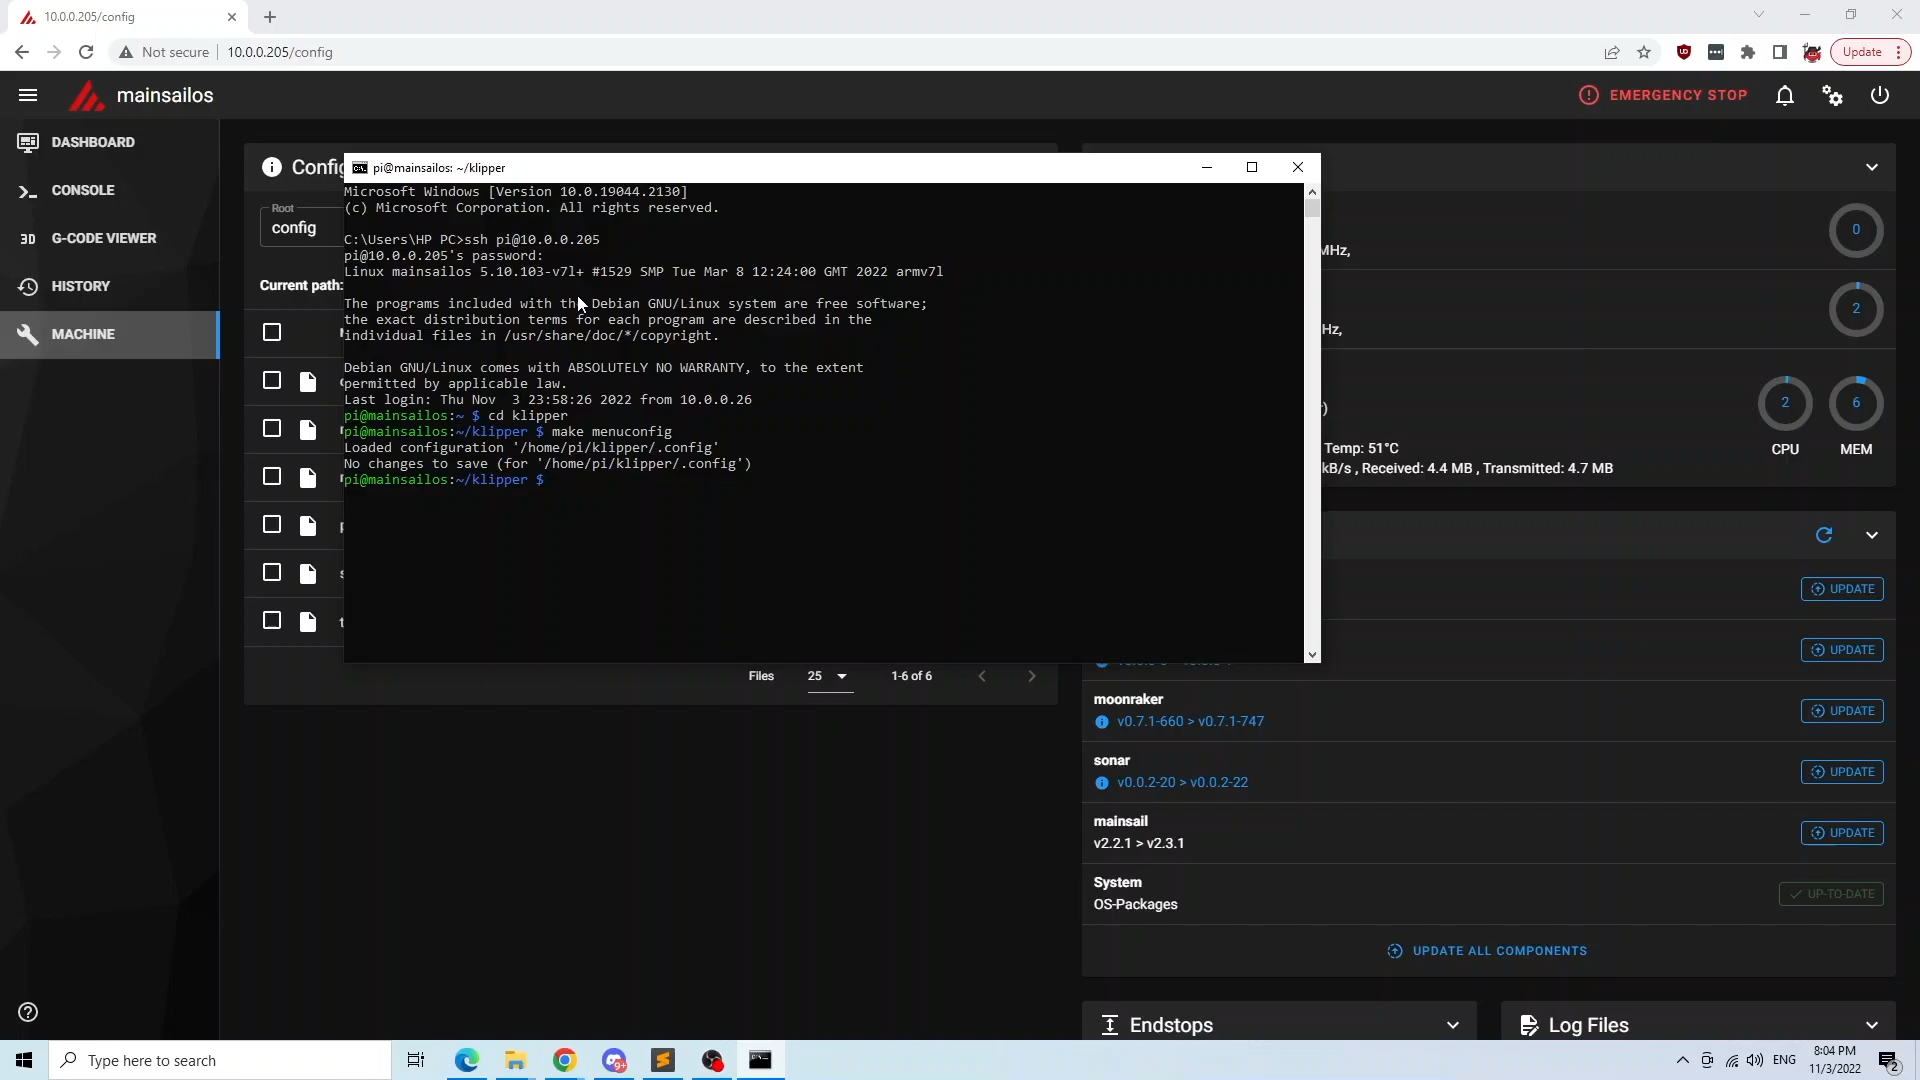 10.0.0.205/config
Not secure
10.0.0.205/config
Update
mainsailos
EMERGENCY STOP
DASHBOARD
CONSOLE
3D G-CODE VIEWER
HISTORY
MACHINE
Root
config
Current path:
pi@mainsailos: ~/klipper
Microsoft Windows [Version 10.0.19044.2130]
(c) Microsoft Corporation. All rights reserved.
C:\Users\HP PC>ssh pi@10.0.0.205
pi@10.0.0.205's password:
Linux mainsailos 5.10.103-v7l+ #1529 SMP Tue Mar 8 12:24:00 GMT 2022 armv7l
The programs included with the Debian GNU/Linux system are free software;
the exact distribution terms for each program are described in the
individual files in /usr/share/doc/*/copyright.
Debian GNU/Linux comes with ABSOLUTELY NO WARRANTY, to the extent
permitted by applicable law.
Last login: Thu Nov  3 23:58:26 2022 from 10.0.0.26
pi@mainsailos:~ $ cd klipper
pi@mainsailos:~/klipper $ make menuconfig
Loaded configuration '/home/pi/klipper/.config'
No changes to save (for '/home/pi/klipper/.config')
pi@mainsailos:~/klipper $
Files
25
1-6 of 6
MHz,
0
Hz,
2
2
6
CPU
MEM
Temp: 51°C
kB/s , Received: 4.4 MB , Transmitted: 4.7 MB
UPDATE
UPDATE
moonraker
v0.7.1-660 > v0.7.1-747
UPDATE
sonar
v0.0.2-20 > v0.0.2-22
UPDATE
mainsail
v2.2.1 > v2.3.1
UPDATE
System
OS-Packages
UP-TO-DATE
UPDATE ALL COMPONENTS
Endstops
Log Files
Type here to search
9+
ENG
8:04 PM
11/3/2022
2